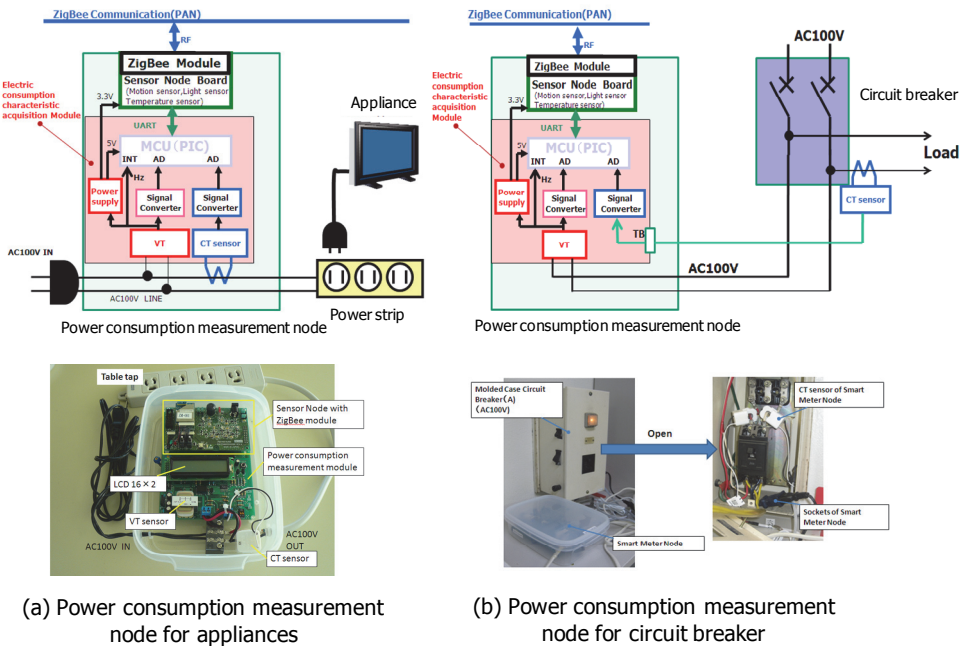 ZigBee Communication(PAN)
RF
ZigBee Module
Sensor Node Board
(Motion sensor,Light sensor
Temperature sensor)
Electric
consumption
characteristic
acquisition Module
3.3V
UART
MCU(PIC)
5V
INT
AD
AD
Hz
Power
supply
Signal
Converter
Signal
Converter
VT
CT sensor
AC100V IN
AC100V LINE
Appliance
Power strip
Power consumption measurement node
ZigBee Communication(PAN)
RF
ZigBee Module
Sensor Node Board
(Motion sensor,Light sensor
Temperature sensor)
Electric
consumption
characteristic
acquisition
Module
3.3V
UART
MCU(PIC)
5V
INT
AD
AD
Hz
Power
supply
Signal
Converter
Signal
Converter
VT
TB
AC100V
AC100V
Circuit breaker
Load
CT sensor
Power consumption measurement node
Table tap
Sensor Node with
ZigBee module
Power consumption
measurement module
LCD 16×2
VT sensor
AC100V IN
AC100V
OUT
CT sensor
Molded Case Circuit
Breaker(A)
(AC100V)
Open
Smart Meter Node
CT sensor of Smart
Meter Node
Sockets of Smart
Meter Node
(a) Power consumption measurement
node for appliances
(b) Power consumption measurement
node for circuit breaker